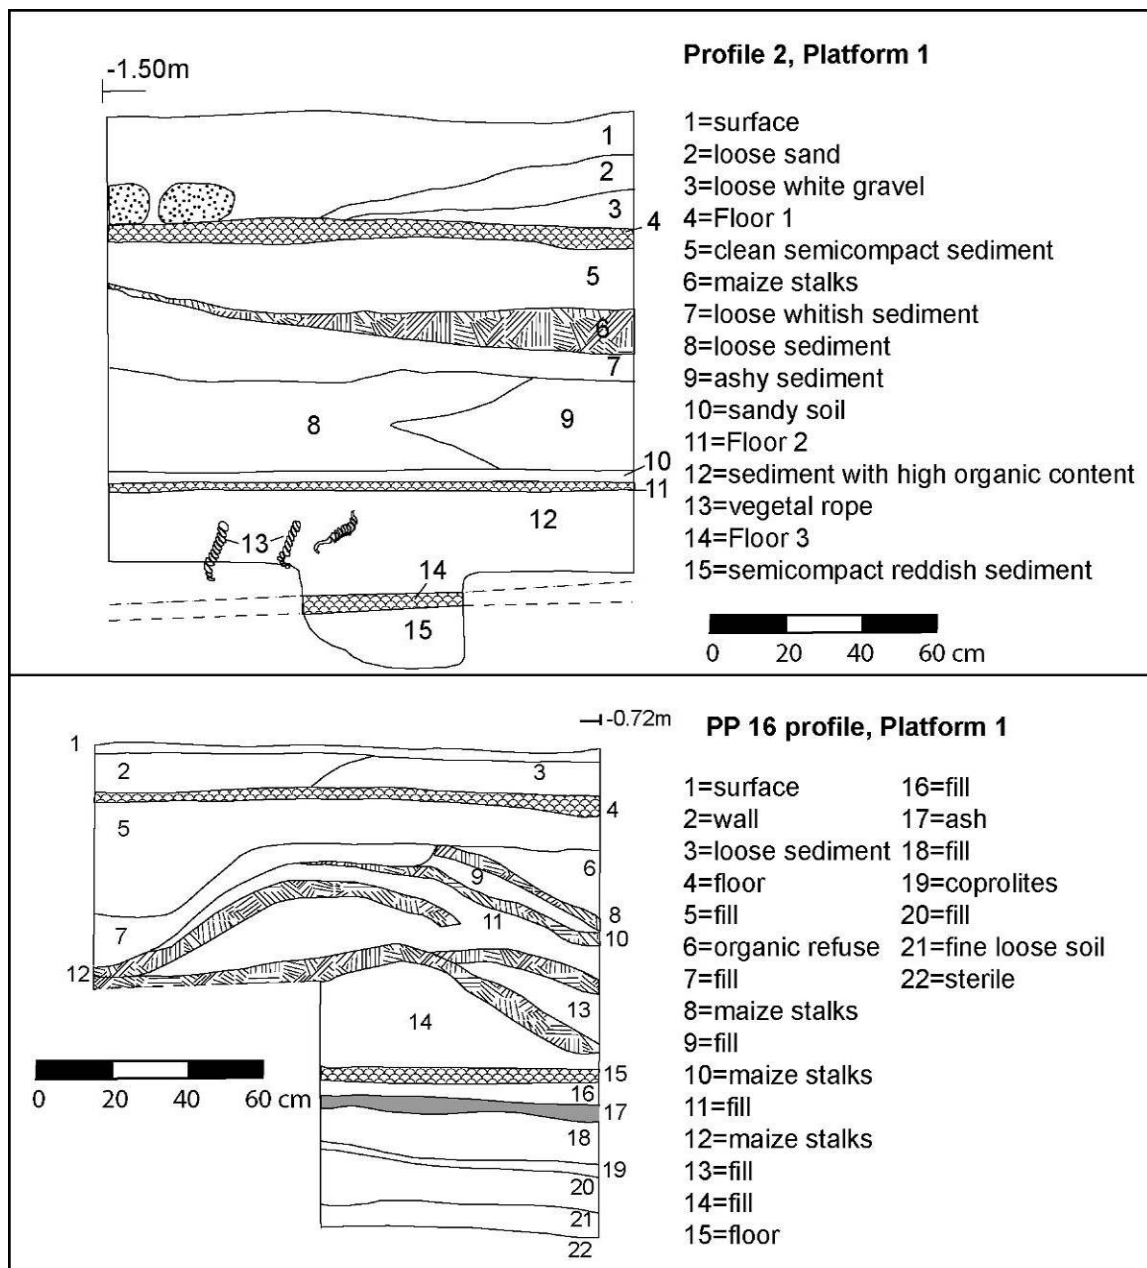 Profile 2, Platform 1
-1.50m
1
2
3
4
5
6
7
8
9
10
11
12
13
14
15
1=surface
2=loose sand
3=loose white gravel
4=Floor 1
5=clean semicompact sediment
6=maize stalks
7=loose whitish sediment
8=loose sediment
9=ashy sediment
10=sandy soil
11=Floor 2
12=sediment with high organic content
13=vegetal rope
14=Floor 3
15=semicompact reddish sediment
0 20 40 60 cm
-0.72m
PP 16 profile, Platform 1
1
2
3
4
5
6
9
8
11
10
7
12
13
14
15
16
17
18
19
20
21
22
0 20 40 60 cm
1=surface
2=wall
3=loose sediment
4=floor
5=fill
6=organic refuse
7=fill
8=maize stalks
9=fill
10=maize stalks
11=fill
12=maize stalks
13=fill
14=fill
15=floor
16=fill
17=ash
18=fill
19=coprolites
20=fill
21=fine loose soil
22=sterile